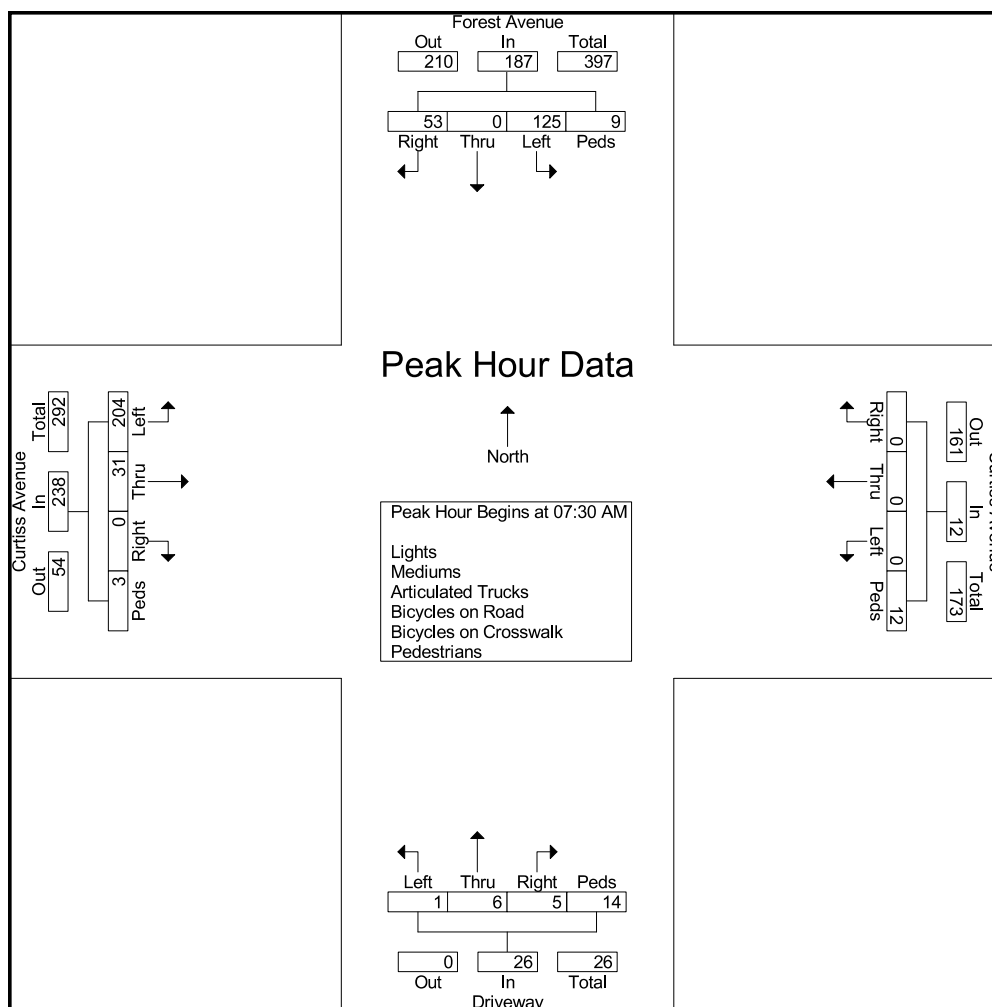 Forest Avenue
Out In Total
210 187 397
53 0 125 9
Right Thru Left Peds
Peak Hour Data
North
Peak Hour Begins at 07:30 AM
Lights
Mediums
Articulated Trucks
Bicycles on Road
Bicycles on Crosswalk
Pedestrians
Curtiss Avenue
Out In Total
54 238 292
3 0 31 204
Peds Right Thru Left
Out In Total
161 12 173
0 0 0 12
Right Thru Left Peds
Left Thru Right Peds
1 6 5 14
0 26 26
Out In Total
Driveway